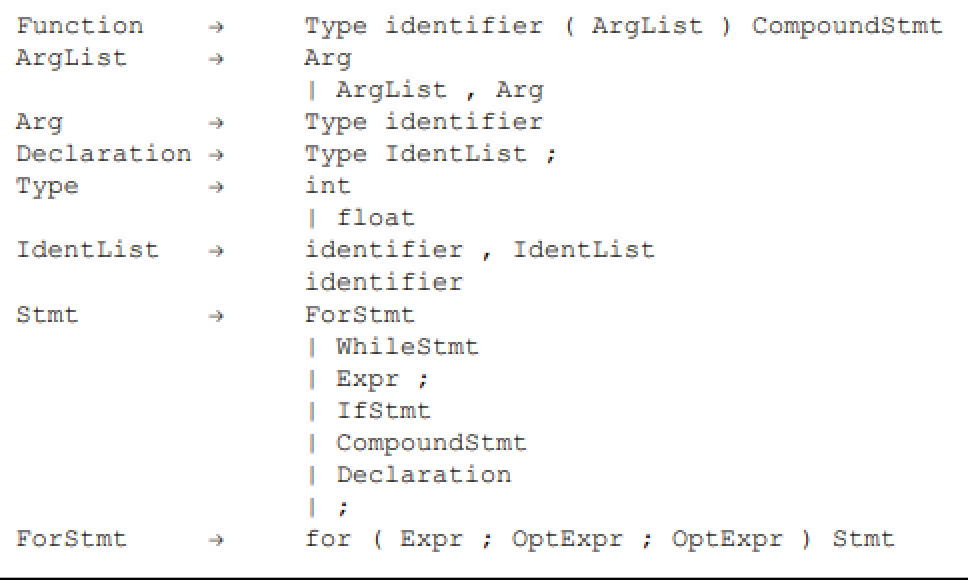 Function → Type identifier ( ArgList ) CompoundStmt
ArgList → Arg
| ArgList , Arg
Arg → Type identifier
Declaration → Type IdentList ;
Type → int
| float
IdentList → identifier , IdentList
identifier
Stmt → ForStmt
| WhileStmt
| Expr ;
| IfStmt
| CompoundStmt
| Declaration
| ;
ForStmt → for ( Expr ; OptExpr ; OptExpr ) Stmt